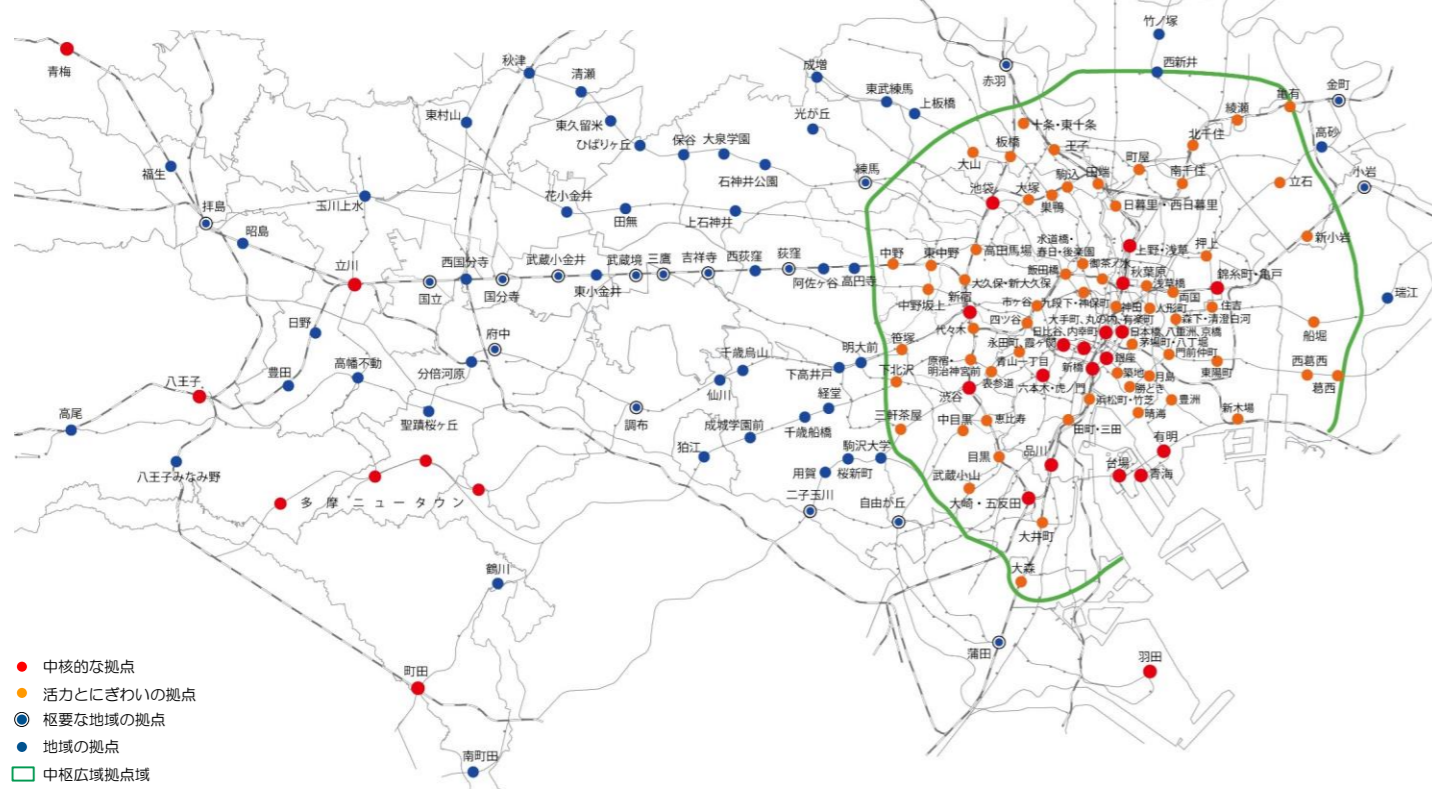 竹ノ塚
青梅
秋津
成増
赤羽
西新井
清瀬
東武練馬
金町
亀有
上板橋
綾瀬
東村山
光が丘
東久留米
十条・東十条
高砂
ひばりヶ丘
保谷
大泉学園
北千住
板橋
王子
大山
町屋
福生
石神井公園
練馬
駒込
田端
南千住
小岩
立石
池袋
大塚
巣鴨
花小金井
玉川上水
拝島
日暮里・西日暮里
田無
上石神井
昭島
新小岩
水道橋・
春日・後楽園
高田馬場
上野・浅草
押上
中野
東中野
立川
西国分寺
武蔵小金井
武蔵境
三鷹
吉祥寺
西荻窪
荻窪
御茶ノ水
飯田橋
秋葉原
錦糸町・亀戸
国立
国分寺
東小金井
阿佐ヶ谷
高円寺
大久保・新大久保
浅草橋
瑞江
中野坂上
新宿
市ヶ谷
九段下・神保町
神田
人形町
両国
住吉
日野
府中
代々木
四ツ谷
大手町、丸の内、有楽町
森下・清澄白河
日比谷、内幸町
日本橋、八重洲、京橋
船堀
高幡不動
千歳烏山
明大前
笹塚
永田町、霞ヶ関
茅場町・八丁堀
豊田
分倍河原
下高井戸
原宿・
明治神宮前
青山一丁目
銀座
門前仲町
東陽町
西葛西
葛西
八王子
仙川
経堂
下北沢
表参道
新橋
築地
月島
六本木・虎ノ門
勝どき
渋谷
浜松町・竹芝
豊洲
高尾
聖蹟桜ヶ丘
調布
成城学園前
千歳船橋
三軒茶屋
中目黒
恵比寿
田町・三田
晴海
新木場
狛江
駒沢大学
有明
八王子みなみ野
用賀
桜新町
目黒
品川
台場
青海
武蔵小山
多摩ニュータウン
二子玉川
自由が丘
大崎・五反田
大井町
鶴川
大森
蒲田
羽田
町田
南町田
中核的な拠点
活力とにぎわいの拠点
枢要な地域の拠点
地域の拠点
中枢広域拠点域